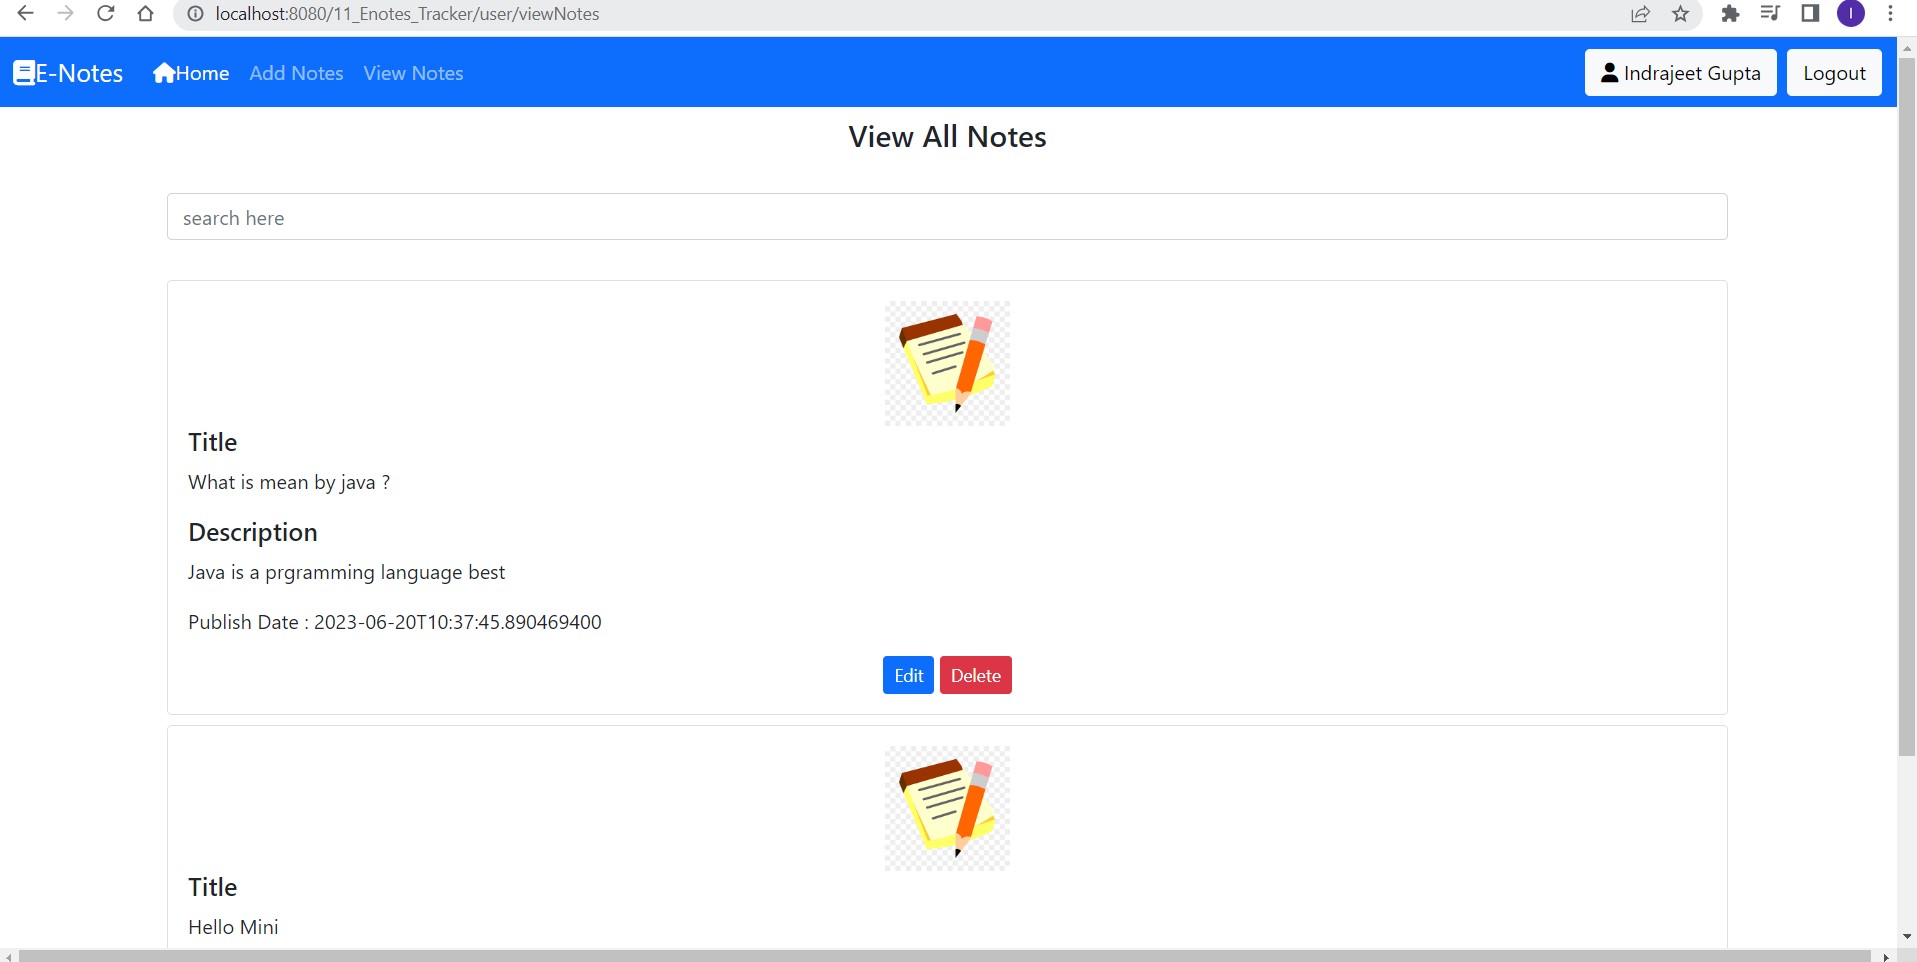 localhost:8080/11_Enotes_Tracker/user/viewNotes
I
E-Notes Home Add Notes View Notes Indrajeet Gupta Logout
View All Notes
search here
Title
What is mean by java ?
Description
Java is a prgramming language best
Publish Date : 2023-06-20T10:37:45.890469400
Edit Delete
Title
Hello Mini